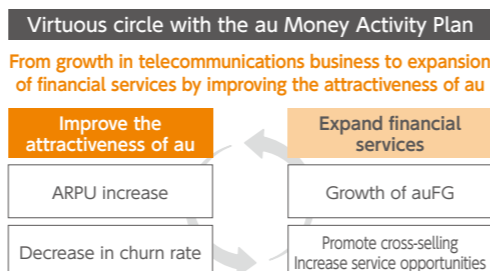 Virtuous circle with the au Money Activity Plan
From growth in telecommunications business to expansion
of financial services by improving the attractiveness of au
Improve the
attractiveness of au
ARPU increase
Decrease in churn rate
Expand financial
services
Growth of auFG
Promote cross-selling
Increase service opportunities